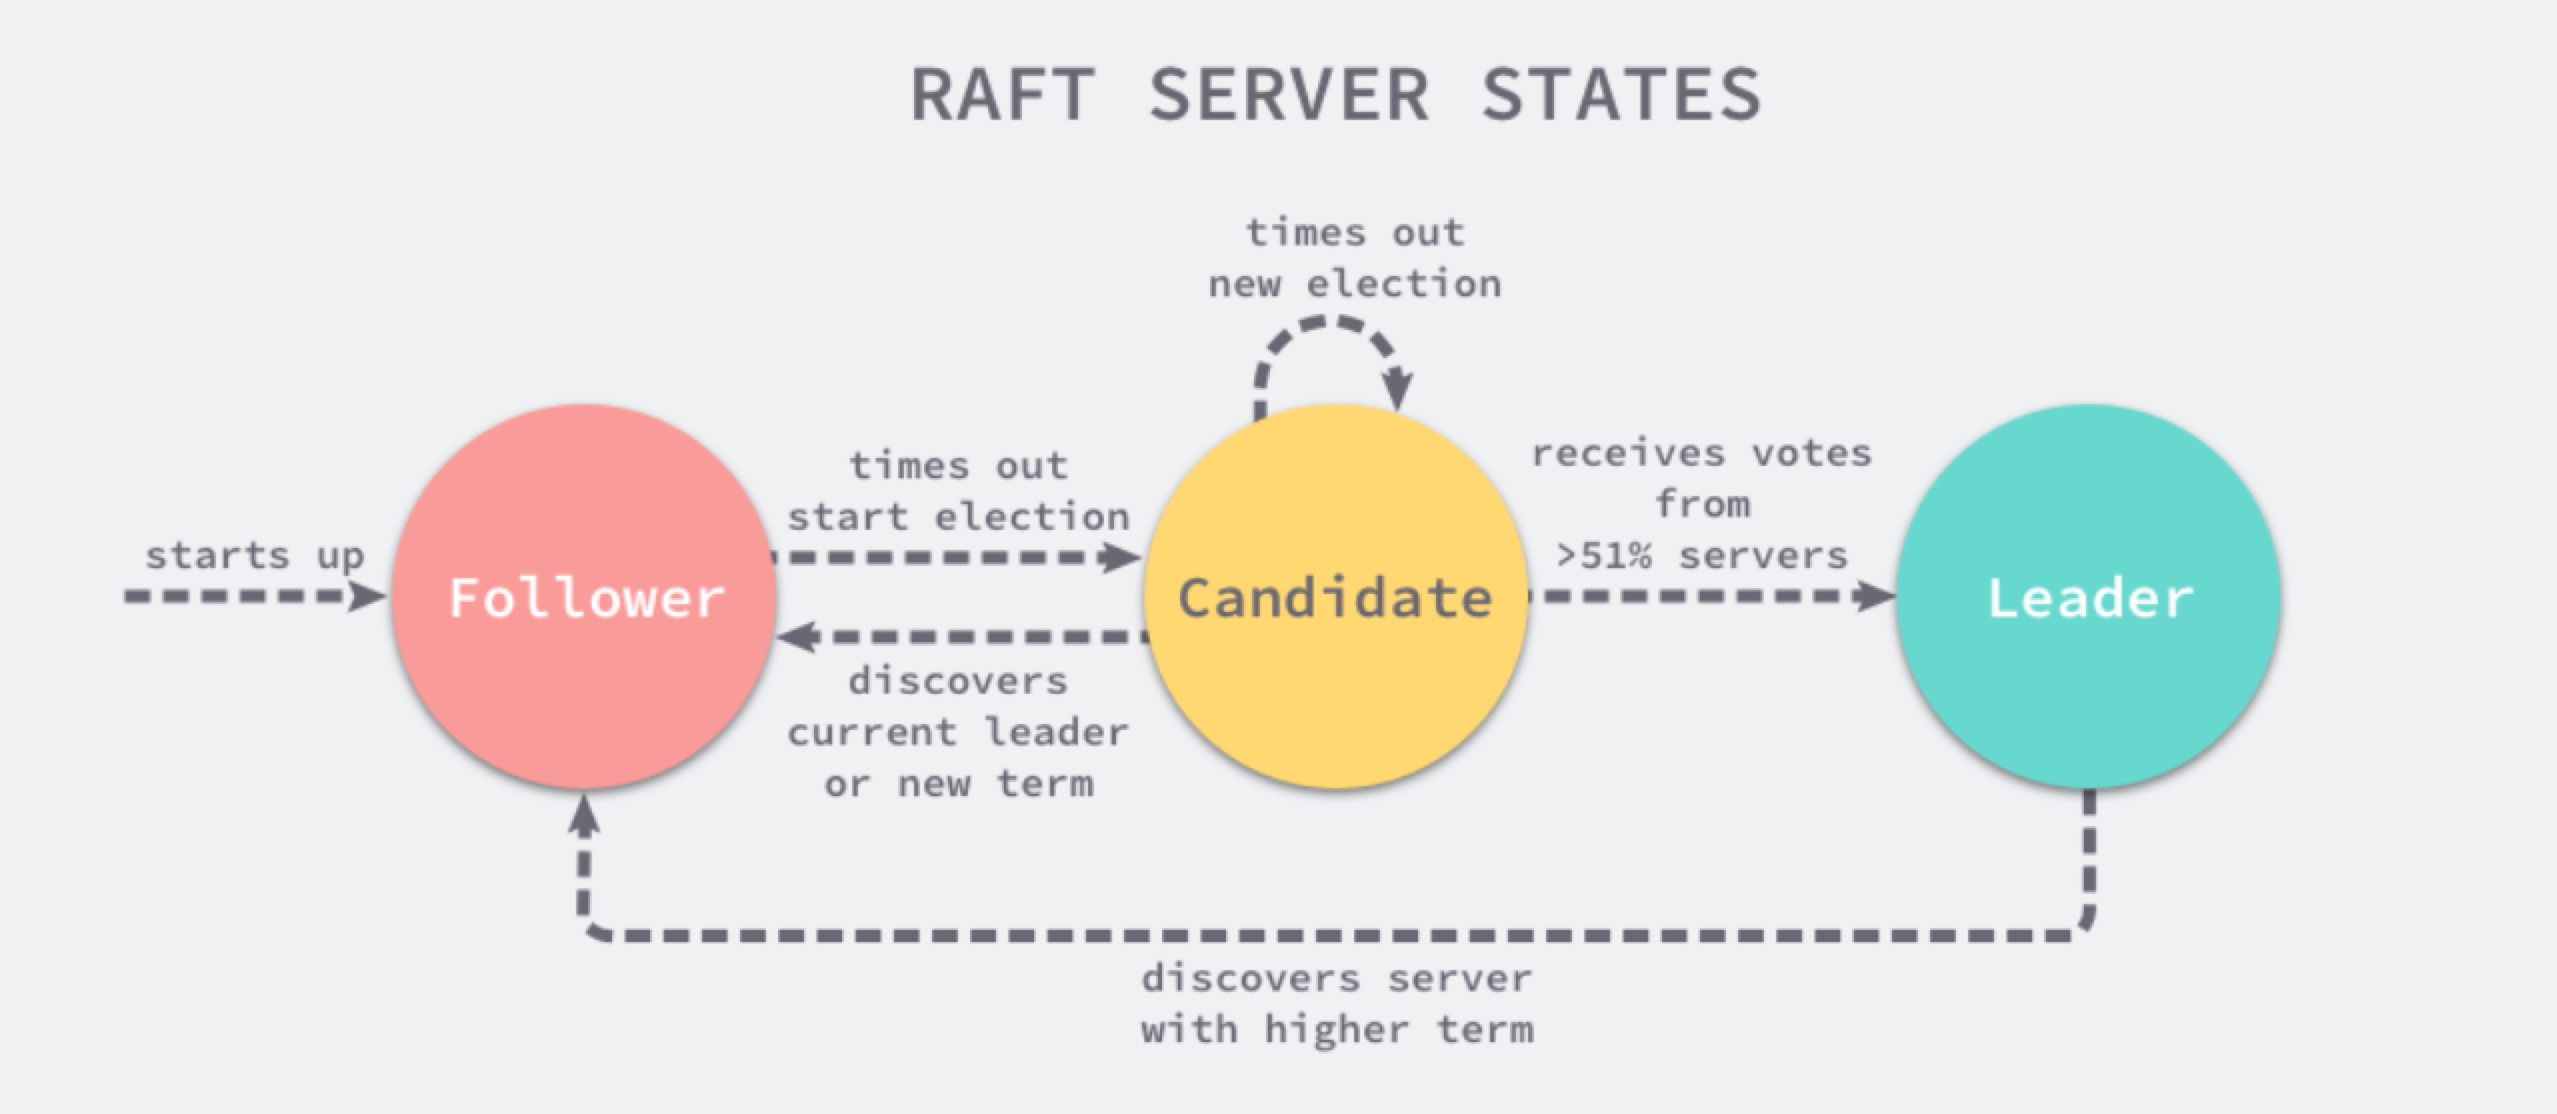 RAFT SERVER STATES
times out
new election
times out
start election
receives votes
from
>51% servers
starts up
Follower
Candidate
Leader
discovers
current leader
or new term
discovers server
with higher term